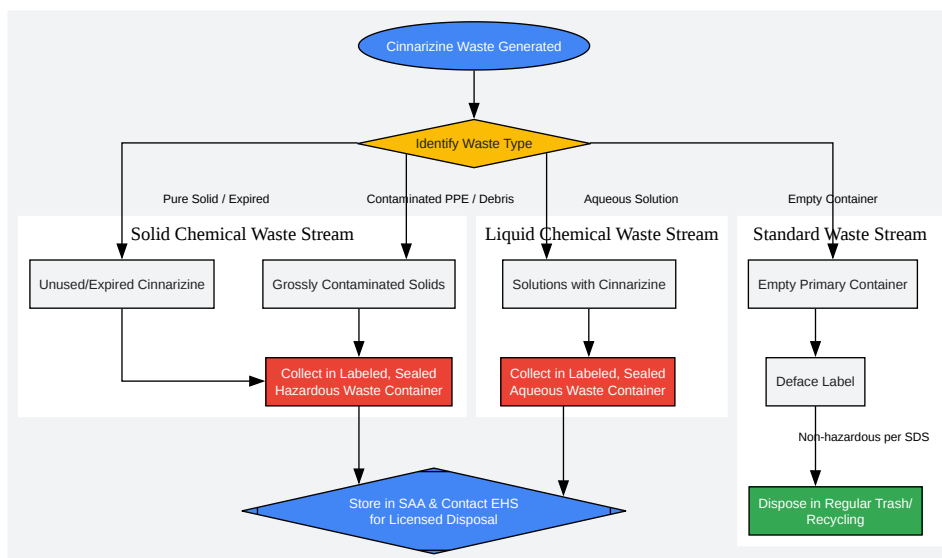 Cinnarizine Waste Generated
Identify Waste Type
Pure Solid / Expired
Contaminated PPE / Debris
Aqueous Solution
Empty Container
Solid Chemical Waste Stream
Liquid Chemical Waste Stream
Standard Waste Stream
Unused/Expired Cinnarizine
Grossly Contaminated Solids
Solutions with Cinnarizine
Empty Primary Container
Collect in Labeled, Sealed
Hazardous Waste Container
Collect in Labeled, Sealed
Aqueous Waste Container
Deface Label
Non-hazardous per SDS
Store in SAA & Contact EHS
for Licensed Disposal
Dispose in Regular Trash/
Recycling